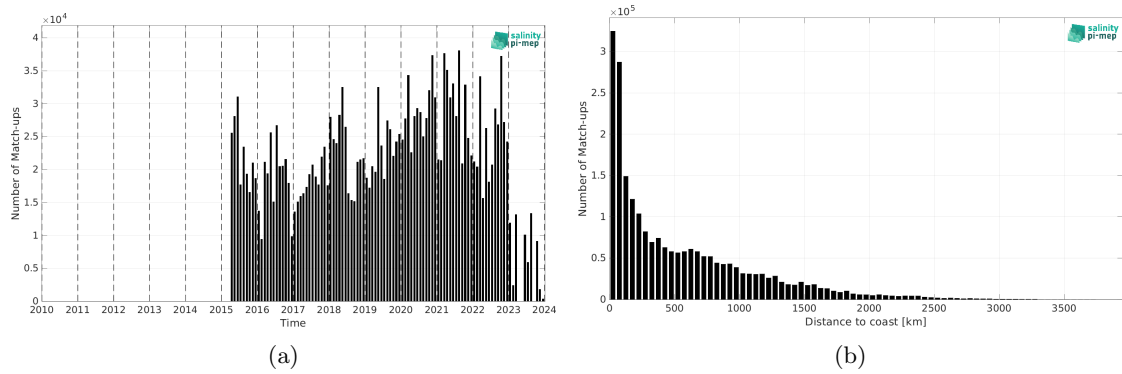 ×10⁴
4
3.5
3
2.5
2
1.5
1
0.5
0
2010 2011 2012 2013 2014 2015 2016 2017 2018 2019 2020 2021 2022 2023 2024
Time
Number of Match-ups
salinity
pi-mep
(a)
×10⁵
3
2.5
2
1.5
1
0.5
0
0 500 1000 1500 2000 2500 3000 3500
Distance to coast [km]
Number of Match-ups
salinity
pi-mep
(b)